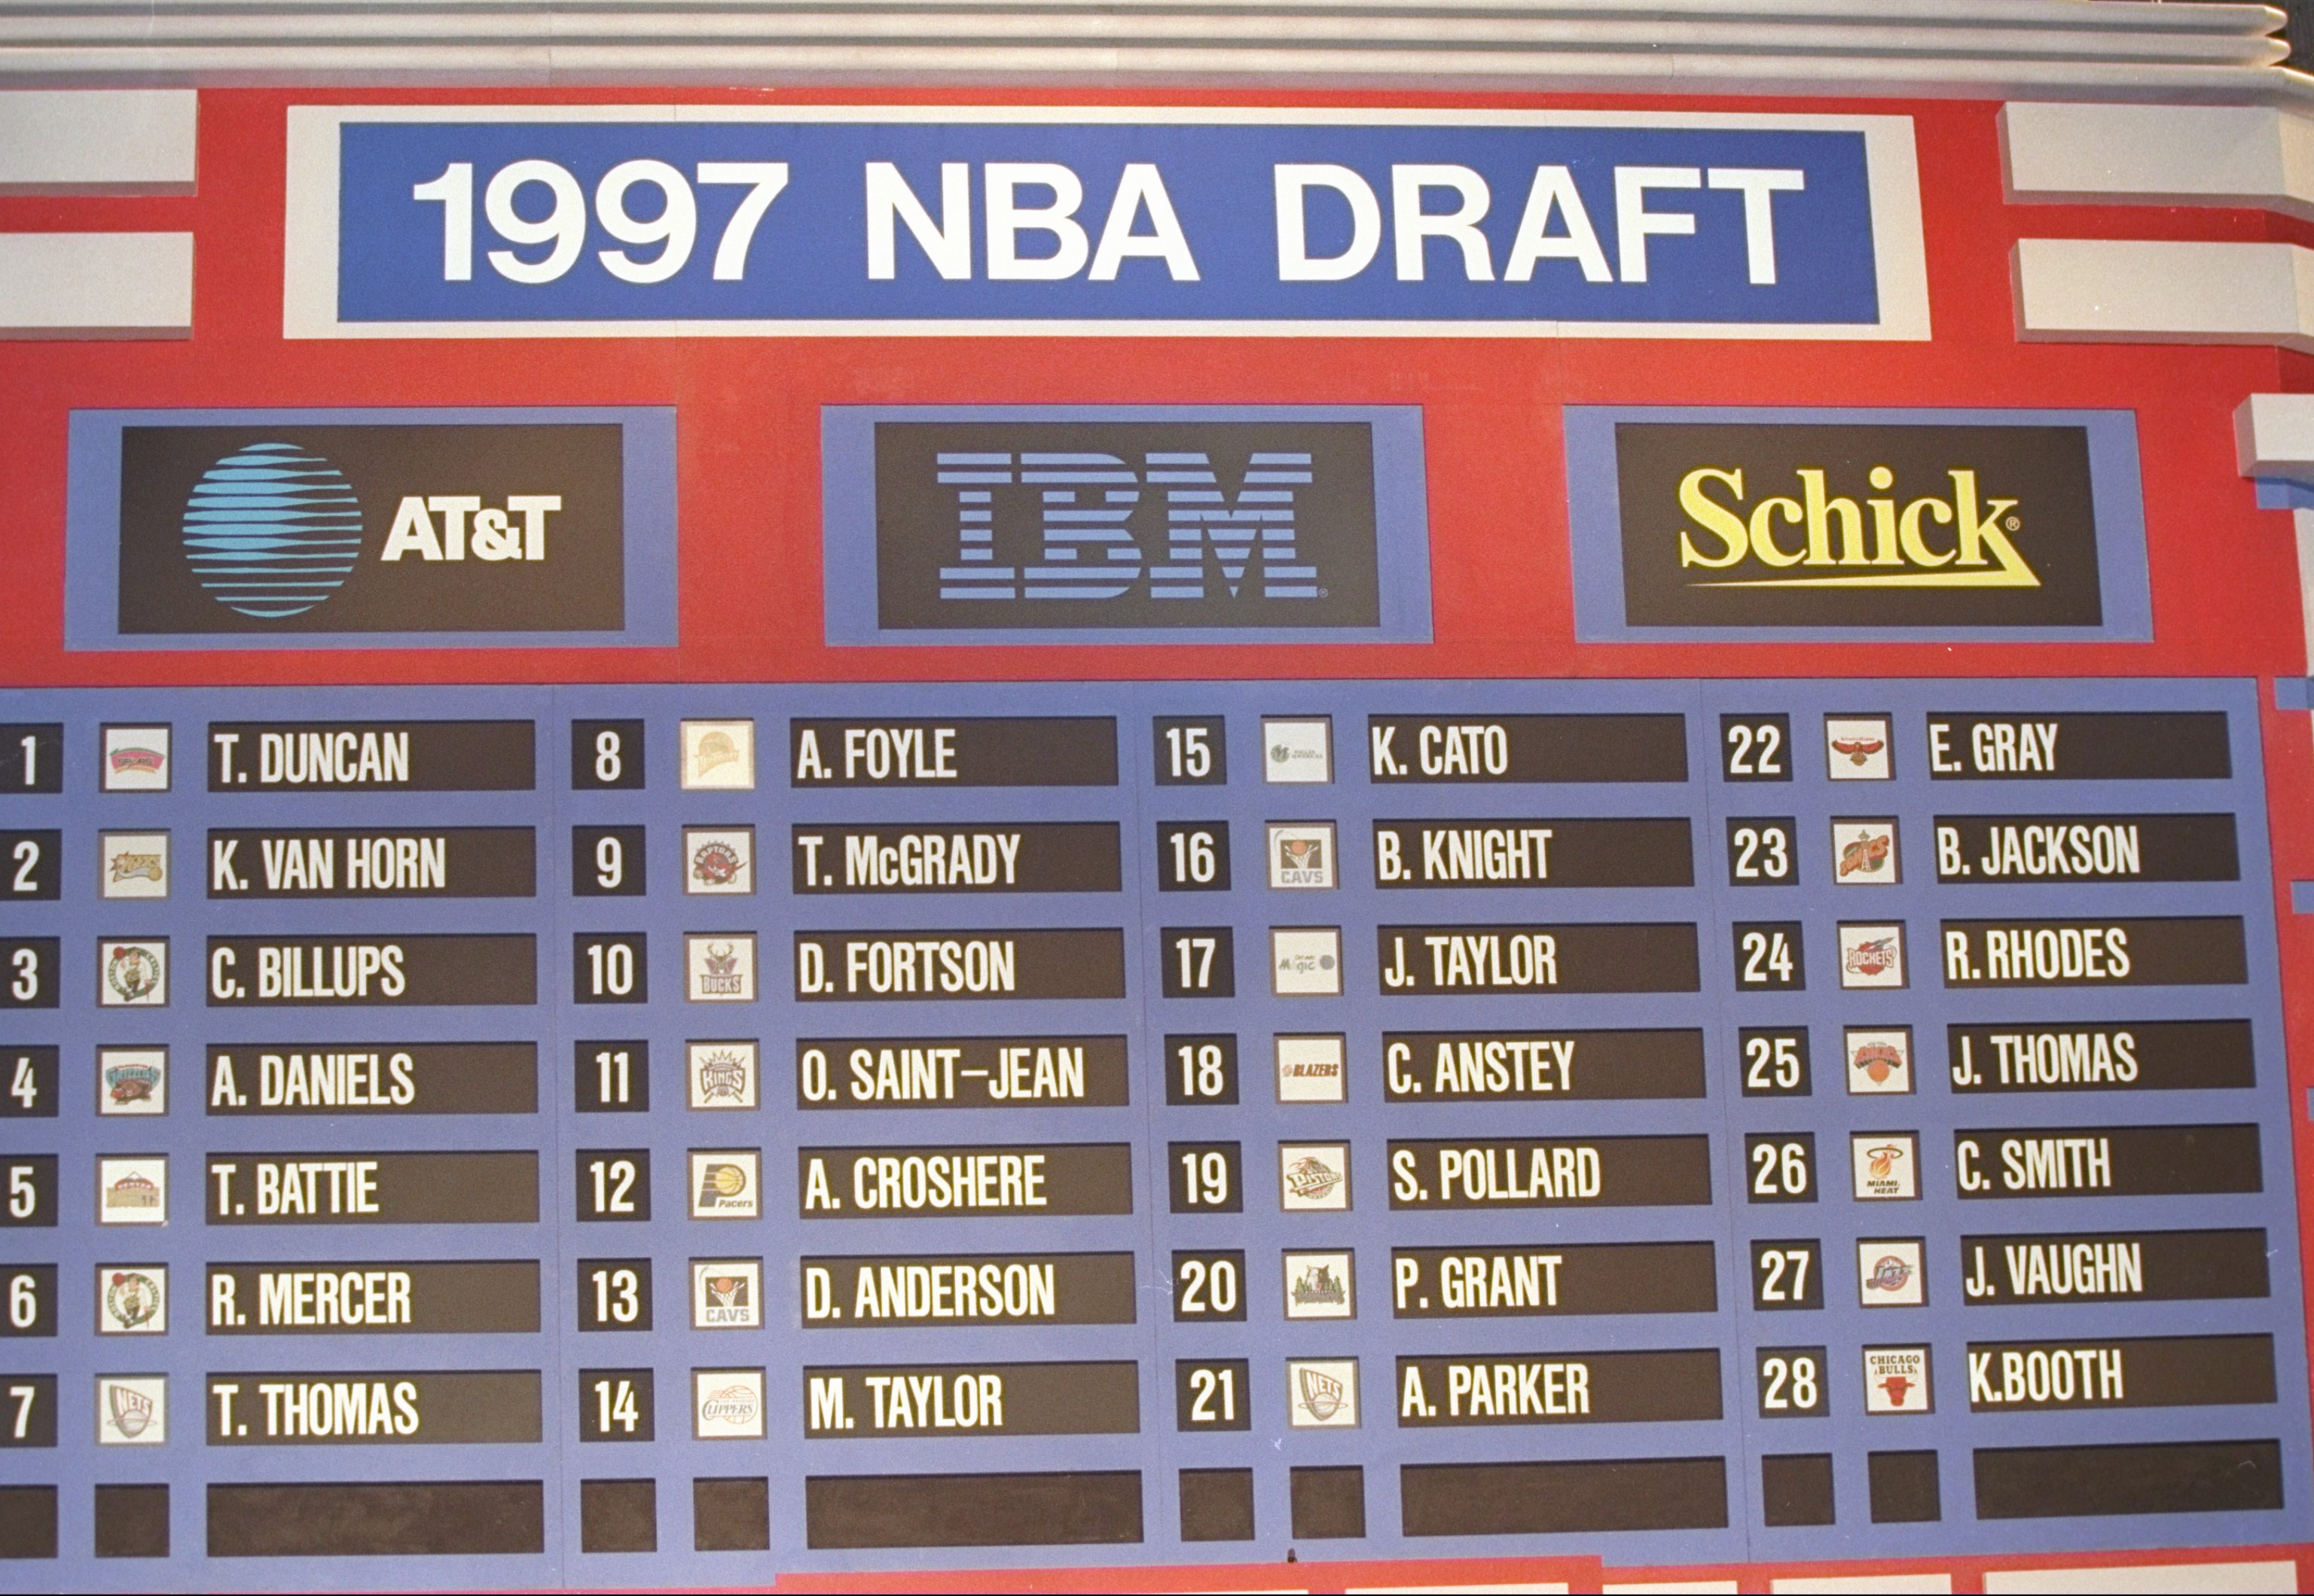 1997 NBA DRAFT
AT&T
IBM®
Schick®
1 T. DUNCAN
2 K. VAN HORN
3 C. BILLUPS
4 A. DANIELS
5 T. BATTIE
6 R. MERCER
7 NETS T. THOMAS
8 A. FOYLE
9 RAPTORS T. McGRADY
10 BUCKS D. FORTSON
11 KINGS O. SAINT-JEAN
12 Pacers A. CROSHERE
13 CAVS D. ANDERSON
14 CLIPPERS M. TAYLOR
15 K. CATO
16 CAVS B. KNIGHT
17 Magic J. TAYLOR
18 BLAZERS C. ANSTEY
19 PISTONS S. POLLARD
20 P. GRANT
21 NETS A. PARKER
22 E. GRAY
23 SONICS B. JACKSON
24 ROCKETS R. RHODES
25 J. THOMAS
26 MIAMI HEAT C. SMITH
27 JAZZ J. VAUGHN
28 CHICAGO BULLS K.BOOTH